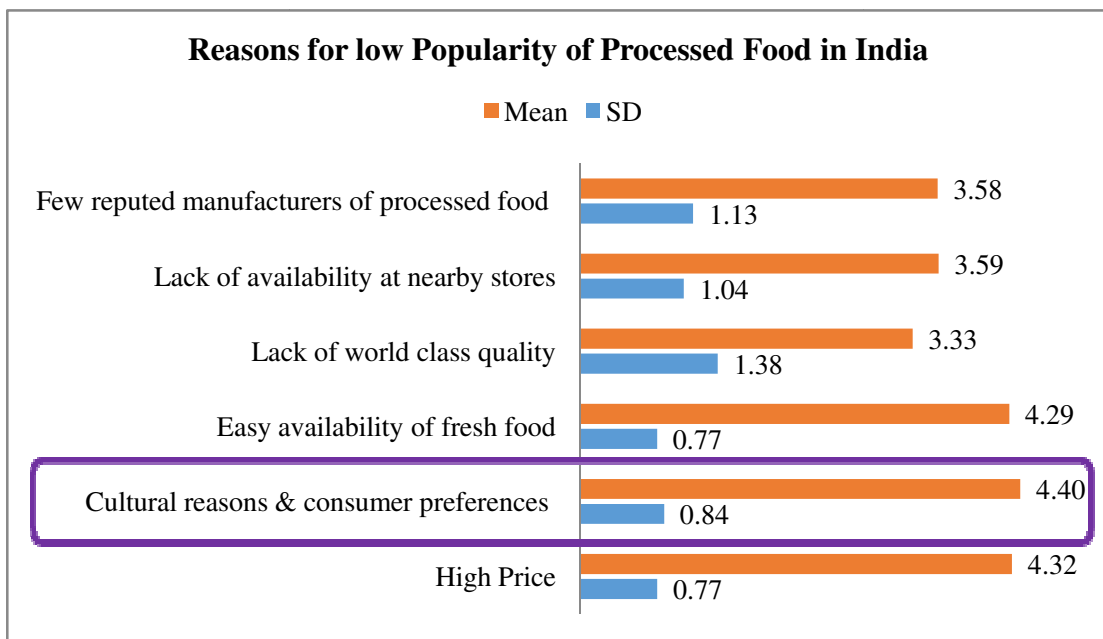 Reasons for low Popularity of Processed Food in India
Mean SD
Few reputed manufacturers of processed food
3.58
1.13
Lack of availability at nearby stores
3.59
1.04
Lack of world class quality
3.33
1.38
Easy availability of fresh food
4.29
0.77
Cultural reasons & consumer preferences
4.40
0.84
High Price
4.32
0.77